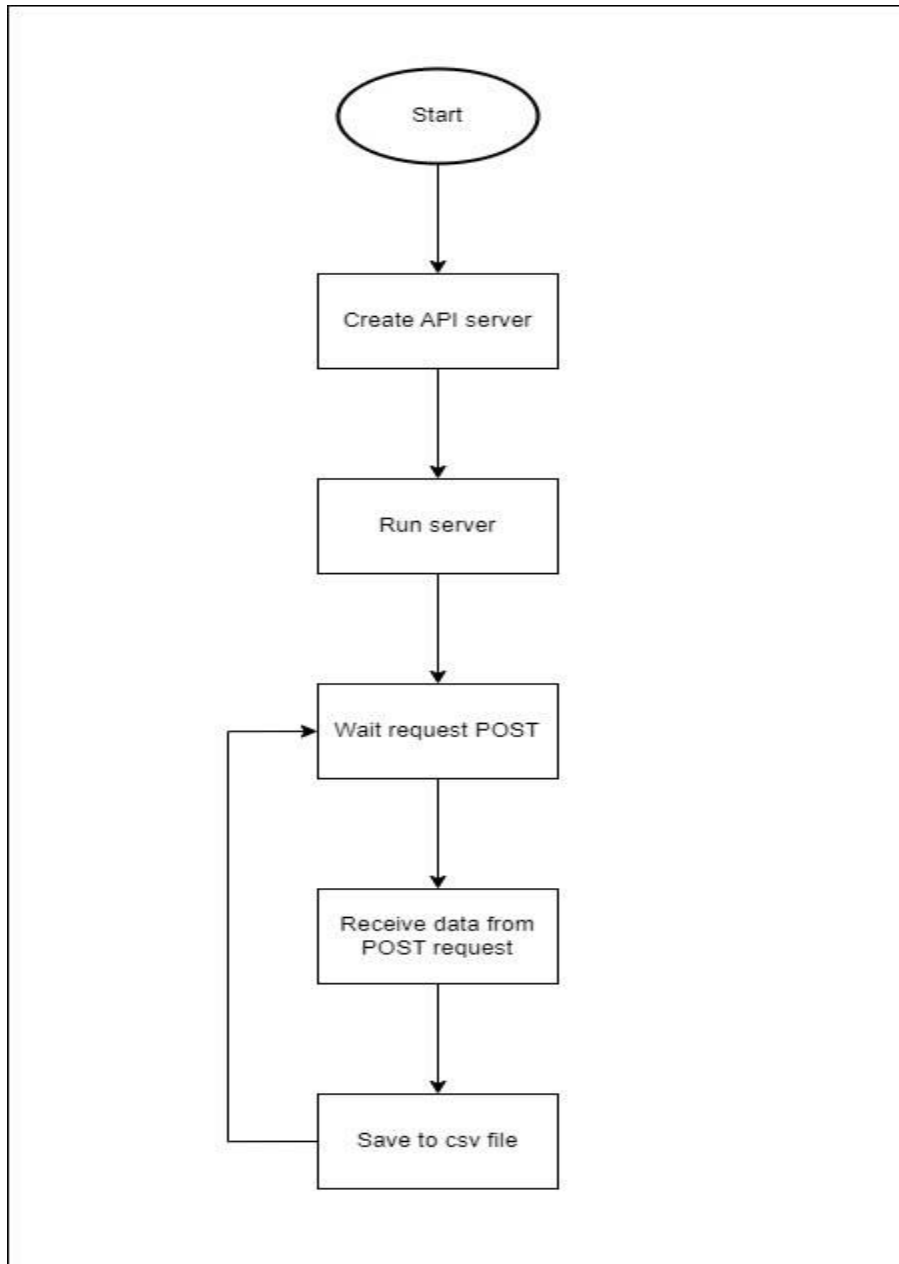 Start
Create API server
Run server
Wait request POST
Receive data from
POST request
Save to csv file